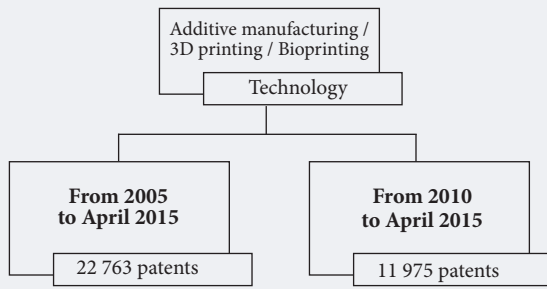 Additive manufacturing /
3D printing / Bioprinting
Technology
From 2005
to April 2015
22 763 patents
From 2010
to April 2015
11 975 patents